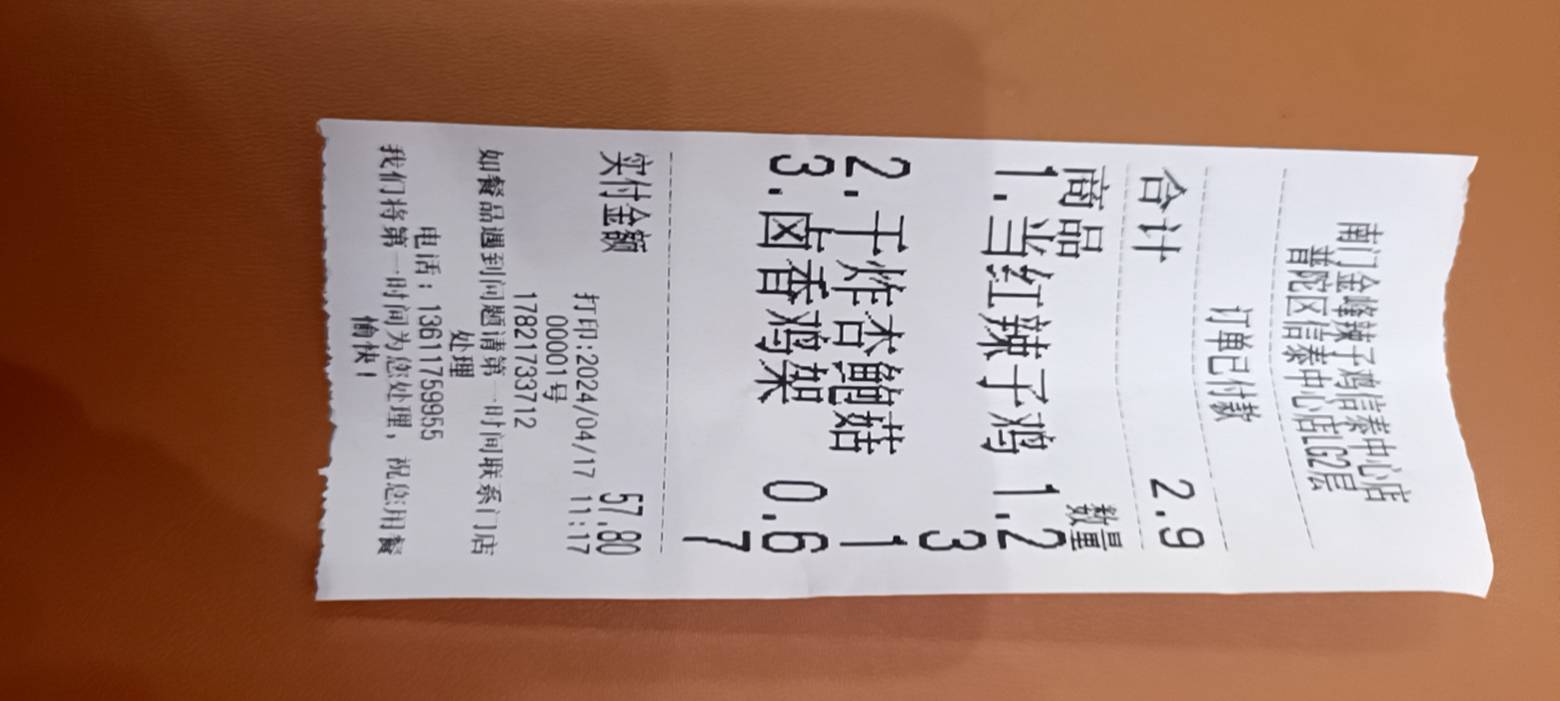 南门金峰辣子鸡信泰中心店
普陀区信泰中心店LG2层
订单已付款
合计 2.9
商品 数量
1.当红辣子鸡 1.2
3
2.干炸杏鲍菇 1
3.卤香鸡架 0.6
7
实付金额 57.80
打印:2024/04/17 11:17
00001号
17821733712
如餐品遇到问题请第一时间联系门店
处理
电话：13611759955
我们将第一时间为您处理，祝您用餐
愉快！